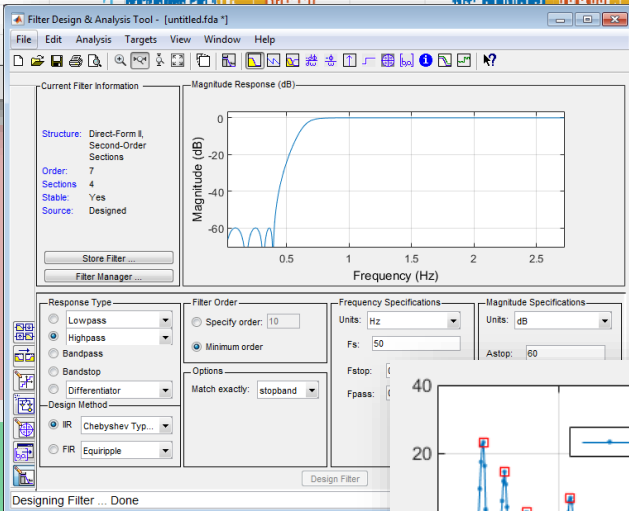 Filter Design & Analysis Tool - [untitled.fda *]
File Edit Analysis Targets View Window Help
Current Filter Information
Structure: Direct-Form II,
Second-Order
Sections
Order: 7
Sections 4
Stable: Yes
Source: Designed
Store Filter ...
Filter Manager ...
Magnitude Response (dB)
0
-20
-40
-60
Magnitude (dB)
0.5 1 1.5 2 2.5
Frequency (Hz)
Response Type
Lowpass
Highpass
Bandpass
Bandstop
Differentiator
Design Method
IIR Chebyshev Typ...
FIR Equiripple
Filter Order
Specify order: 10
Minimum order
Options
Match exactly: stopband
Frequency Specifications
Units: Hz
Fs: 50
Fstop:
Fpass:
Magnitude Specifications
Units: dB
Astop: 60
40
20
Design Filter
Designing Filter ... Done